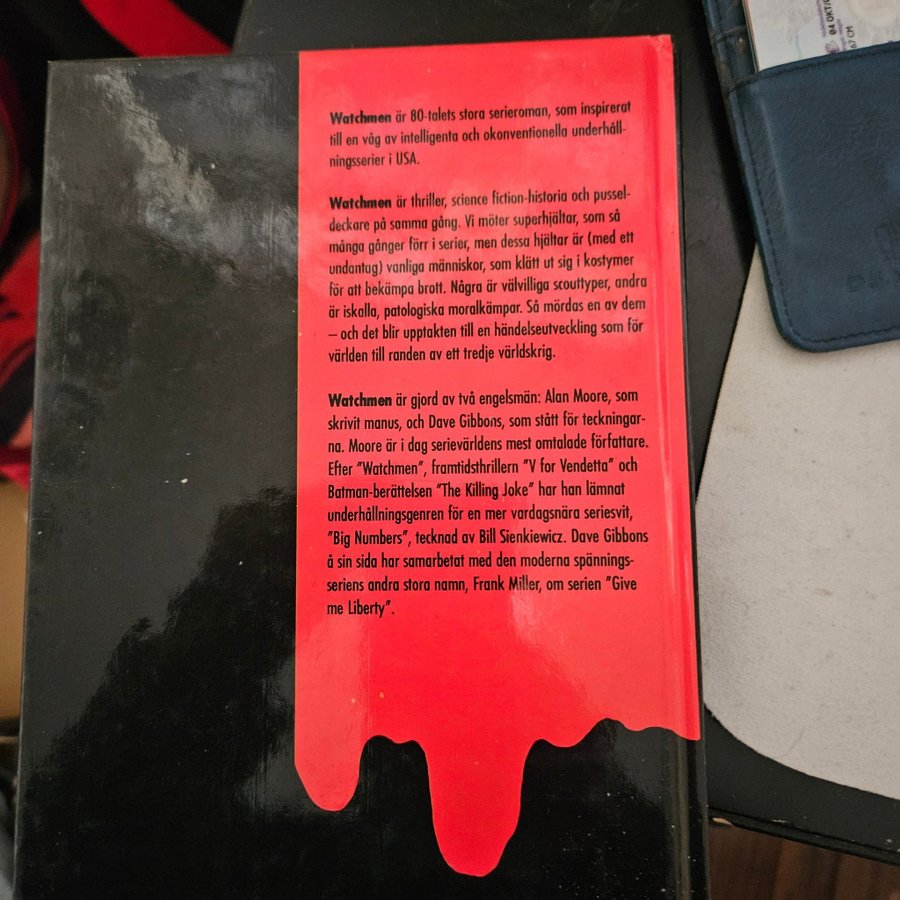 Watchmen är 80-talets stora serieroman, som inspirerat
till en våg av intelligenta och okonventionella underhåll-
ningsserier i USA.
Watchmen är thriller, science fiction-historia och pussel-
deckare på samma gång. Vi möter superhjältar, som så
många gånger förr i serier, men dessa hjältar är (med ett
undantag) vanliga människor, som klätt ut sig i kostymer
för att bekämpa brott. Några är välvilliga scouttyper, andra
är iskalla, patologiska moralkämpar. Så mördas en av dem
– och det blir upptakten till en händelseutveckling som för
världen till randen av ett tredje världskrig.
Watchmen är gjord av två engelsmän: Alan Moore, som
skrivit manus, och Dave Gibbons, som stått för teckningar-
na. Moore är i dag serievärldens mest omtalade författare.
Efter "Watchmen", framtidsthrillern "V for Vendetta" och
Batman-berättelsen "The Killing Joke" har han lämnat
underhållningsgenren för en mer vardagsnära seriesvit,
"Big Numbers", tecknad av Bill Sienkiewicz. Dave Gibbons
å sin sida har samarbetat med den moderna spännings-
seriens andra stora namn, Frank Miller, om serien "Give
me Liberty".
04 OKT/
67 CM